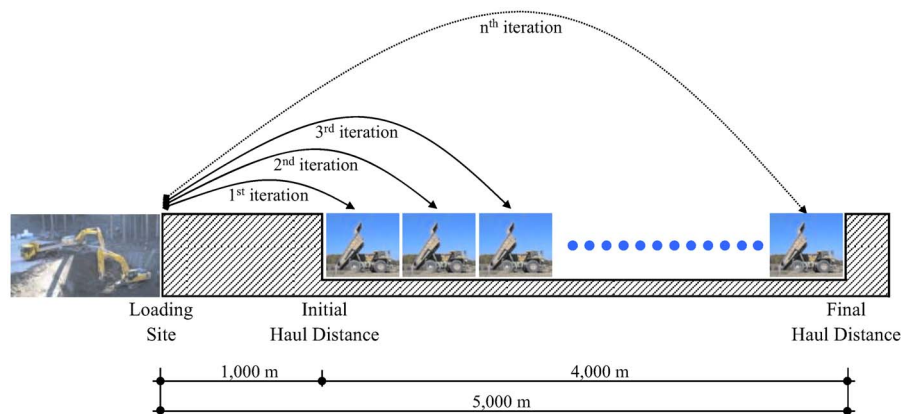 nth iteration
3rd iteration
2nd iteration
1st iteration
Loading
Site
Initial
Haul Distance
Final
Haul Distance
1,000 m
4,000 m
5,000 m